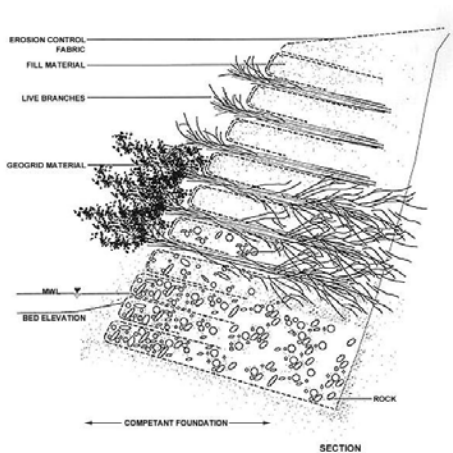 EROSION CONTROL
FABRIC
FILL MATERIAL
LIVE BRANCHES
GEOGRID MATERIAL
MWL
BED ELEVATION
ROCK
COMPETANT FOUNDATION
SECTION